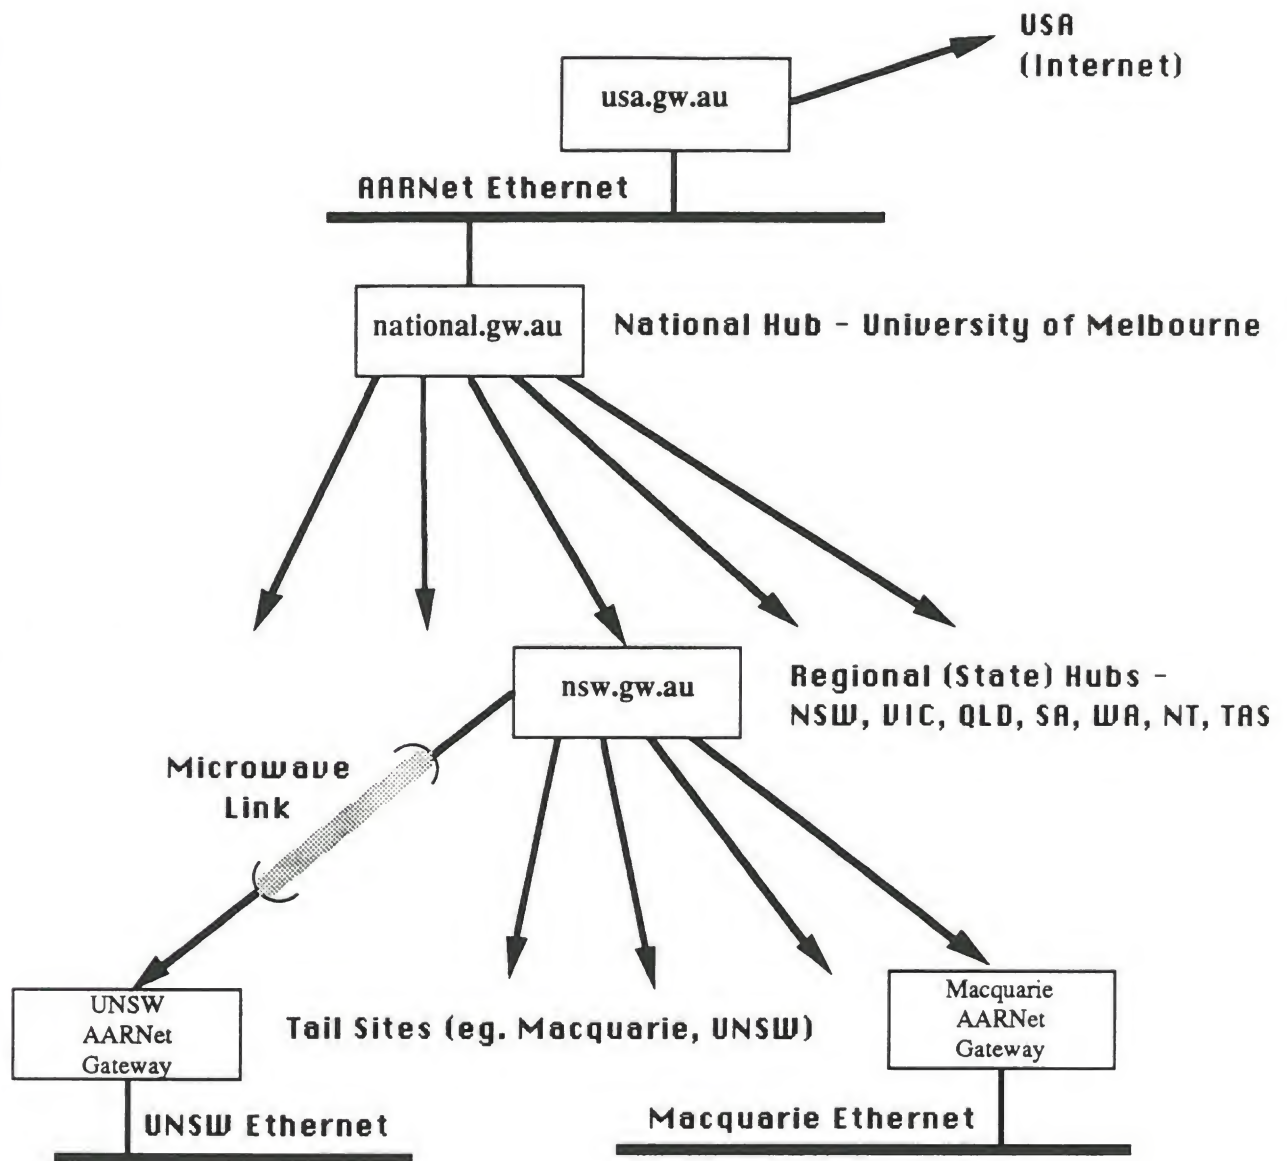 USA
(Internet)
usa.gw.au
AARNet Ethernet
national.gw.au
National Hub - University of Melbourne
nsw.gw.au
Regional (State) Hubs -
NSW, VIC, QLD, SA, WA, NT, TAS
Microwave
Link
UNSW
AARNet
Gateway
Tail Sites (eg. Macquarie, UNSW)
Macquarie
AARNet
Gateway
UNSW Ethernet
Macquarie Ethernet